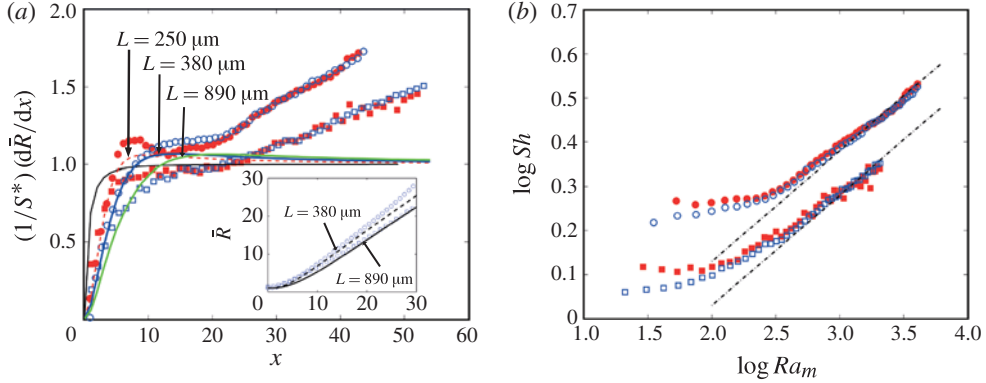 (a)
2.0
1.5
1.0
0.5
0
10
20
30
40
50
60
x
(1/S*) (dR̄/dx)
L = 250 μm
L = 380 μm
L = 890 μm
30
20
10
0
10
20
30
R̄
L = 380 μm
L = 890 μm
(b)
0.7
0.6
0.5
0.4
0.3
0.2
0.1
0
1.0
1.5
2.0
2.5
3.0
3.5
4.0
log Sh
log Ra_m